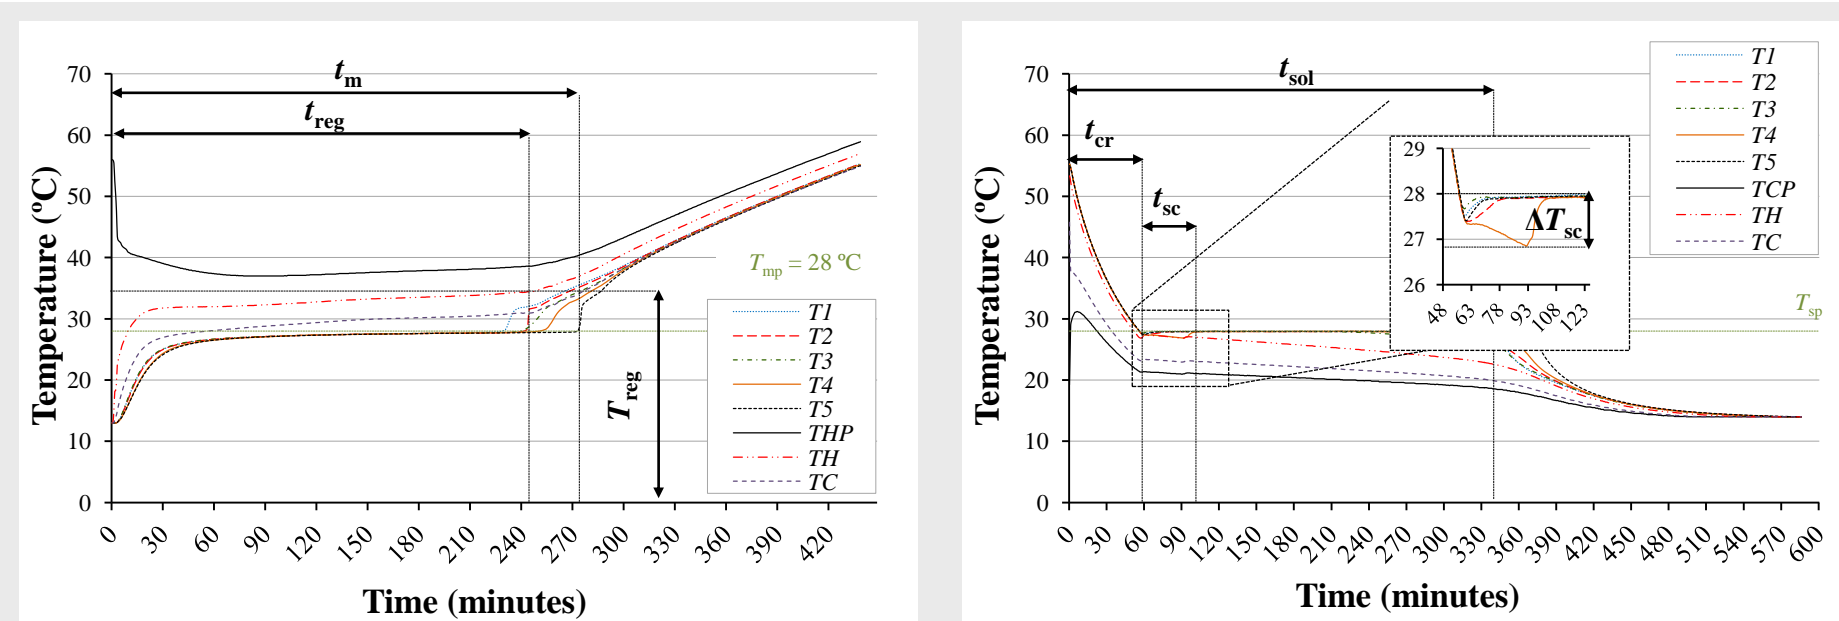 t_m
t_reg
70
60
50
40
30
20
10
0
Temperature (ºC)
T_mp = 28 ºC
T_reg
T1
T2
T3
T4
T5
THP
TH
TC
0 30 60 90 120 150 180 210 240 270 300 330 360 390 420
Time (minutes)
t_sol
t_cr
t_sc
70
60
50
40
30
20
10
0
Temperature (ºC)
T1
T2
T3
T4
T5
TCP
TH
TC
29
28
27
26
ΔT_sc
48 63 78 93 108 123
T_sp
0 30 60 90 120 150 180 210 240 270 300 330 360 390 420 450 480 510 540 570 600
Time (minutes)